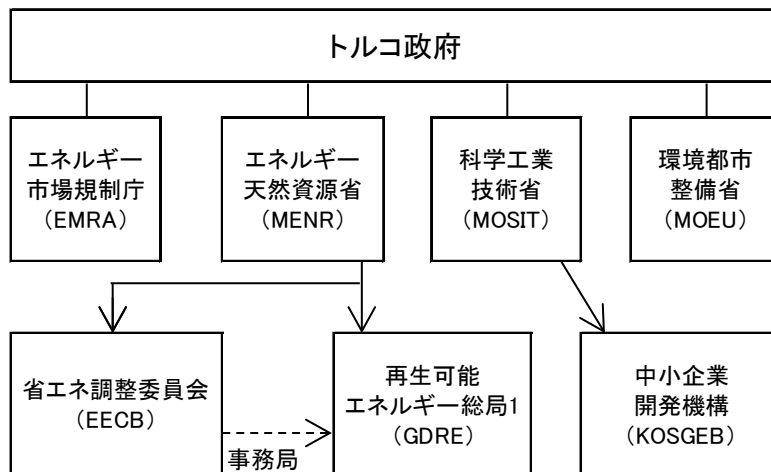 トルコ政府
エネルギー
市場規制庁
（EMRA）
エネルギー
天然資源省
（MENR）
科学工業
技術省
（MOSIT）
環境都市
整備省
（MOEU）
省エネ調整委員会
（EECB）
事務局
再生可能
エネルギー総局1
（GDRE）
中小企業
開発機構
（KOSGEB）